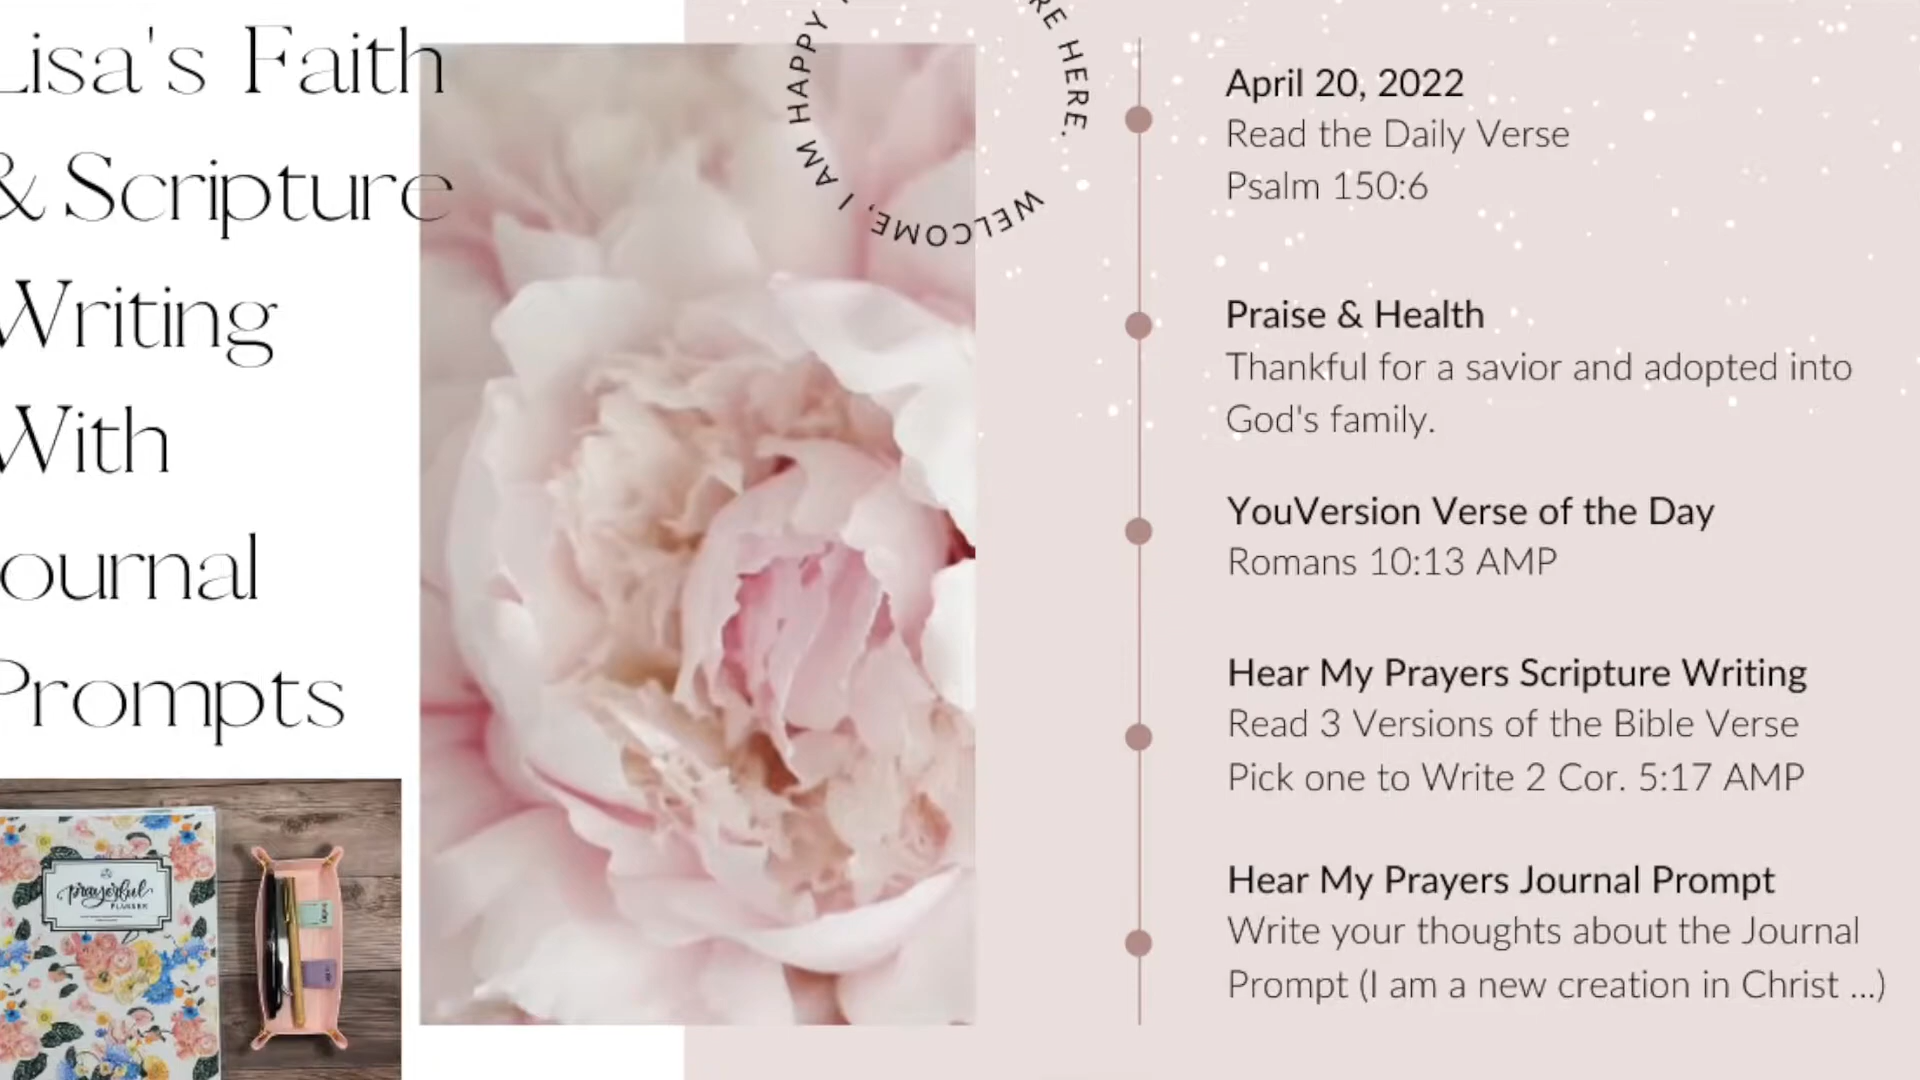 Lisa's Faith
& Scripture
Writing
With
Journal
Prompts
WELCOME, I AM HAPPY
RE HERE.
April 20, 2022
Read the Daily Verse
Psalm 150:6
Praise & Health
Thankful for a savior and adopted into
God's family.
YouVersion Verse of the Day
Romans 10:13 AMP
Hear My Prayers Scripture Writing
Read 3 Versions of the Bible Verse
Pick one to Write 2 Cor. 5:17 AMP
Hear My Prayers Journal Prompt
Write your thoughts about the Journal
Prompt (I am a new creation in Christ ...)
prayerful
PLANNER